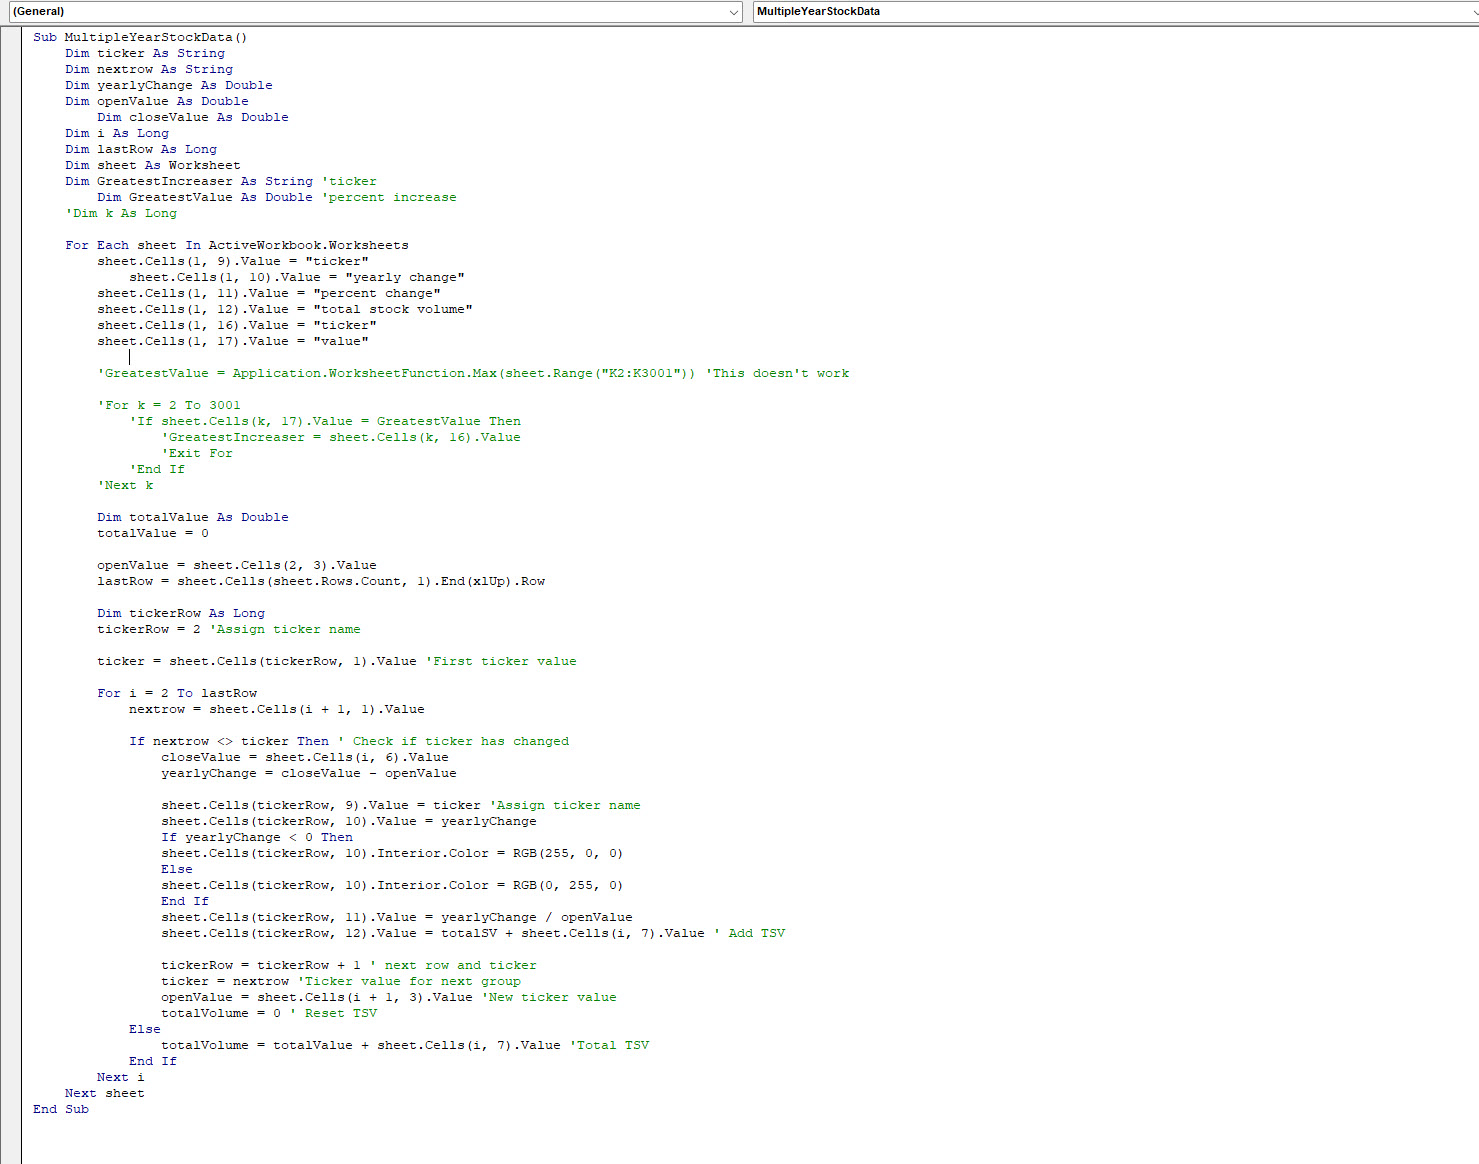 (General)
MultipleYearStockData
Sub MultipleYearStockData()
Dim ticker As String
Dim nextrow As String
Dim yearlyChange As Double
Dim openValue As Double
Dim closeValue As Double
Dim i As Long
Dim lastRow As Long
Dim sheet As Worksheet
Dim GreatestIncreaser As String 'ticker
Dim GreatestValue As Double 'percent increase
'Dim k As Long
For Each sheet In ActiveWorkbook.Worksheets
sheet.Cells(1, 9).Value = "ticker"
sheet.Cells(1, 10).Value = "yearly change"
sheet.Cells(1, 11).Value = "percent change"
sheet.Cells(1, 12).Value = "total stock volume"
sheet.Cells(1, 16).Value = "ticker"
sheet.Cells(1, 17).Value = "value"
'GreatestValue = Application.WorksheetFunction.Max(sheet.Range("K2:K3001")) 'This doesn't work
'For k = 2 To 3001
'If sheet.Cells(k, 17).Value = GreatestValue Then
'GreatestIncreaser = sheet.Cells(k, 16).Value
'Exit For
'End If
'Next k
Dim totalValue As Double
totalValue = 0
openValue = sheet.Cells(2, 3).Value
lastRow = sheet.Cells(sheet.Rows.Count, 1).End(xlUp).Row
Dim tickerRow As Long
tickerRow = 2 'Assign ticker name
ticker = sheet.Cells(tickerRow, 1).Value 'First ticker value
For i = 2 To lastRow
nextrow = sheet.Cells(i + 1, 1).Value
If nextrow <> ticker Then ' Check if ticker has changed
closeValue = sheet.Cells(i, 6).Value
yearlyChange = closeValue - openValue
sheet.Cells(tickerRow, 9).Value = ticker 'Assign ticker name
sheet.Cells(tickerRow, 10).Value = yearlyChange
If yearlyChange < 0 Then
sheet.Cells(tickerRow, 10).Interior.Color = RGB(255, 0, 0)
Else
sheet.Cells(tickerRow, 10).Interior.Color = RGB(0, 255, 0)
End If
sheet.Cells(tickerRow, 11).Value = yearlyChange / openValue
sheet.Cells(tickerRow, 12).Value = totalSV + sheet.Cells(i, 7).Value ' Add TSV
tickerRow = tickerRow + 1 ' next row and ticker
ticker = nextrow 'Ticker value for next group
openValue = sheet.Cells(i + 1, 3).Value 'New ticker value
totalVolume = 0 ' Reset TSV
Else
totalVolume = totalValue + sheet.Cells(i, 7).Value 'Total TSV
End If
Next i
Next sheet
End Sub